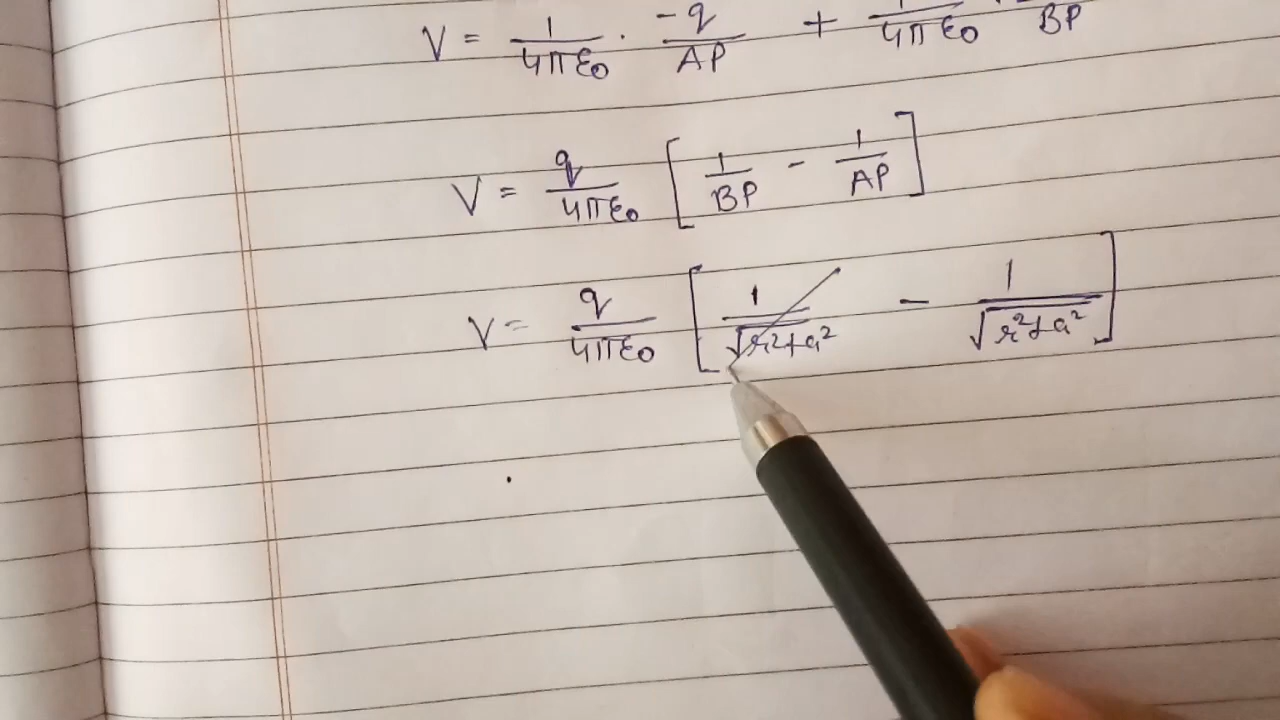 V = 1/4πε₀ · -q/AP + 1/4πε₀ · /BP
V = q/4πε₀ [ 1/BP - 1/AP ]
V = q/4πε₀ [ 1/√r²+a² - 1/√r²+a² ]